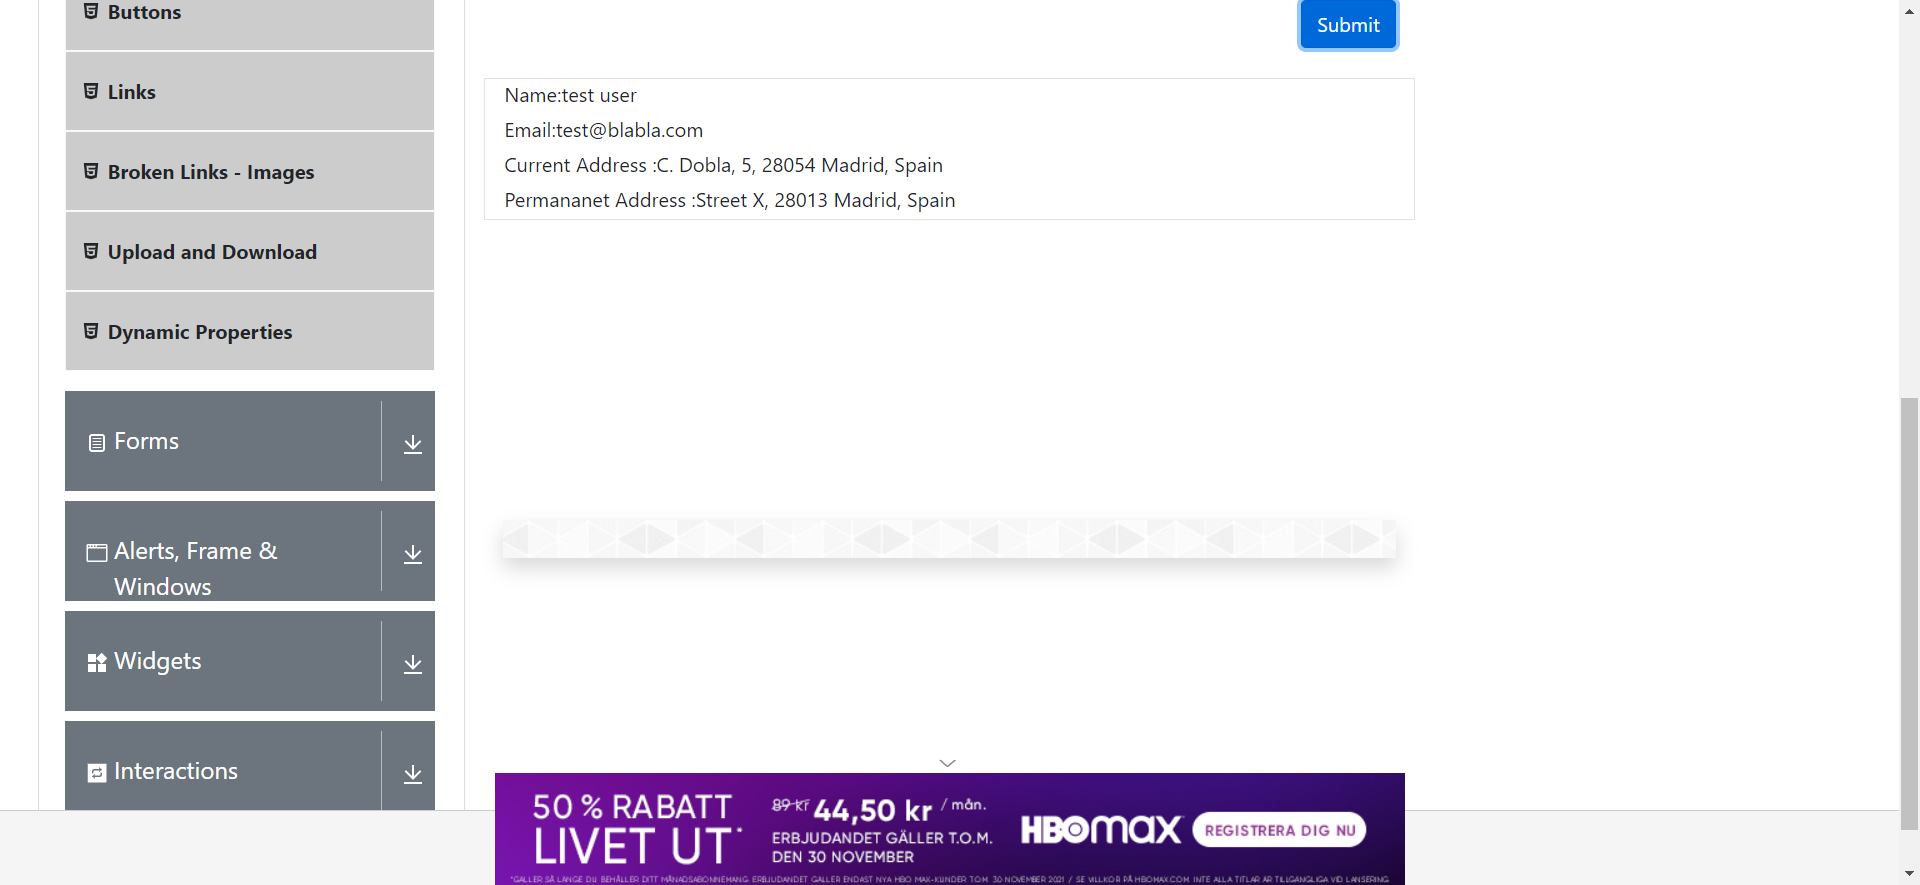 Buttons
Links
Broken Links - Images
Upload and Download
Dynamic Properties
Forms
Alerts, Frame &
Windows
Widgets
Interactions
Submit
Name:test user
Email:test@blabla.com
Current Address :C. Dobla, 5, 28054 Madrid, Spain
Permananet Address :Street X, 28013 Madrid, Spain
50 % RABATT
LIVET UT*
89 kr 44,50 kr / mån.
ERBJUDANDET GÄLLER T.O.M.
DEN 30 NOVEMBER
HBOMAX
REGISTRERA DIG NU
*GÄLLER SÅ LÄNGE DU BEHÅLLER DITT MÅNADSABONNEMANG. ERBJUDANDET GÄLLER ENDAST NYA HBO MAX-KUNDER T.O.M. 30 NOVEMBER 2021 / SE VILLKOR PÅ HBOMAX.COM. INTE ALLA TITLAR ÄR TILLGÄNGLIGA VID LANSERING.